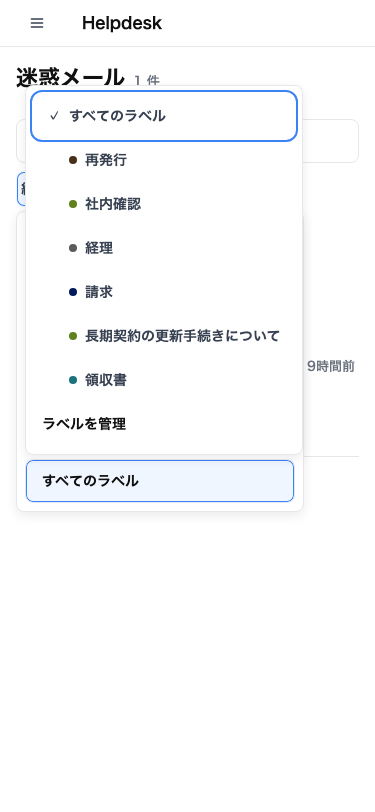 Helpdesk
迷惑メール 1 件
✓ すべてのラベル
再発行
社内確認
経理
請求
長期契約の更新手続きについて
9時間前
領収書
ラベルを管理
すべてのラベル